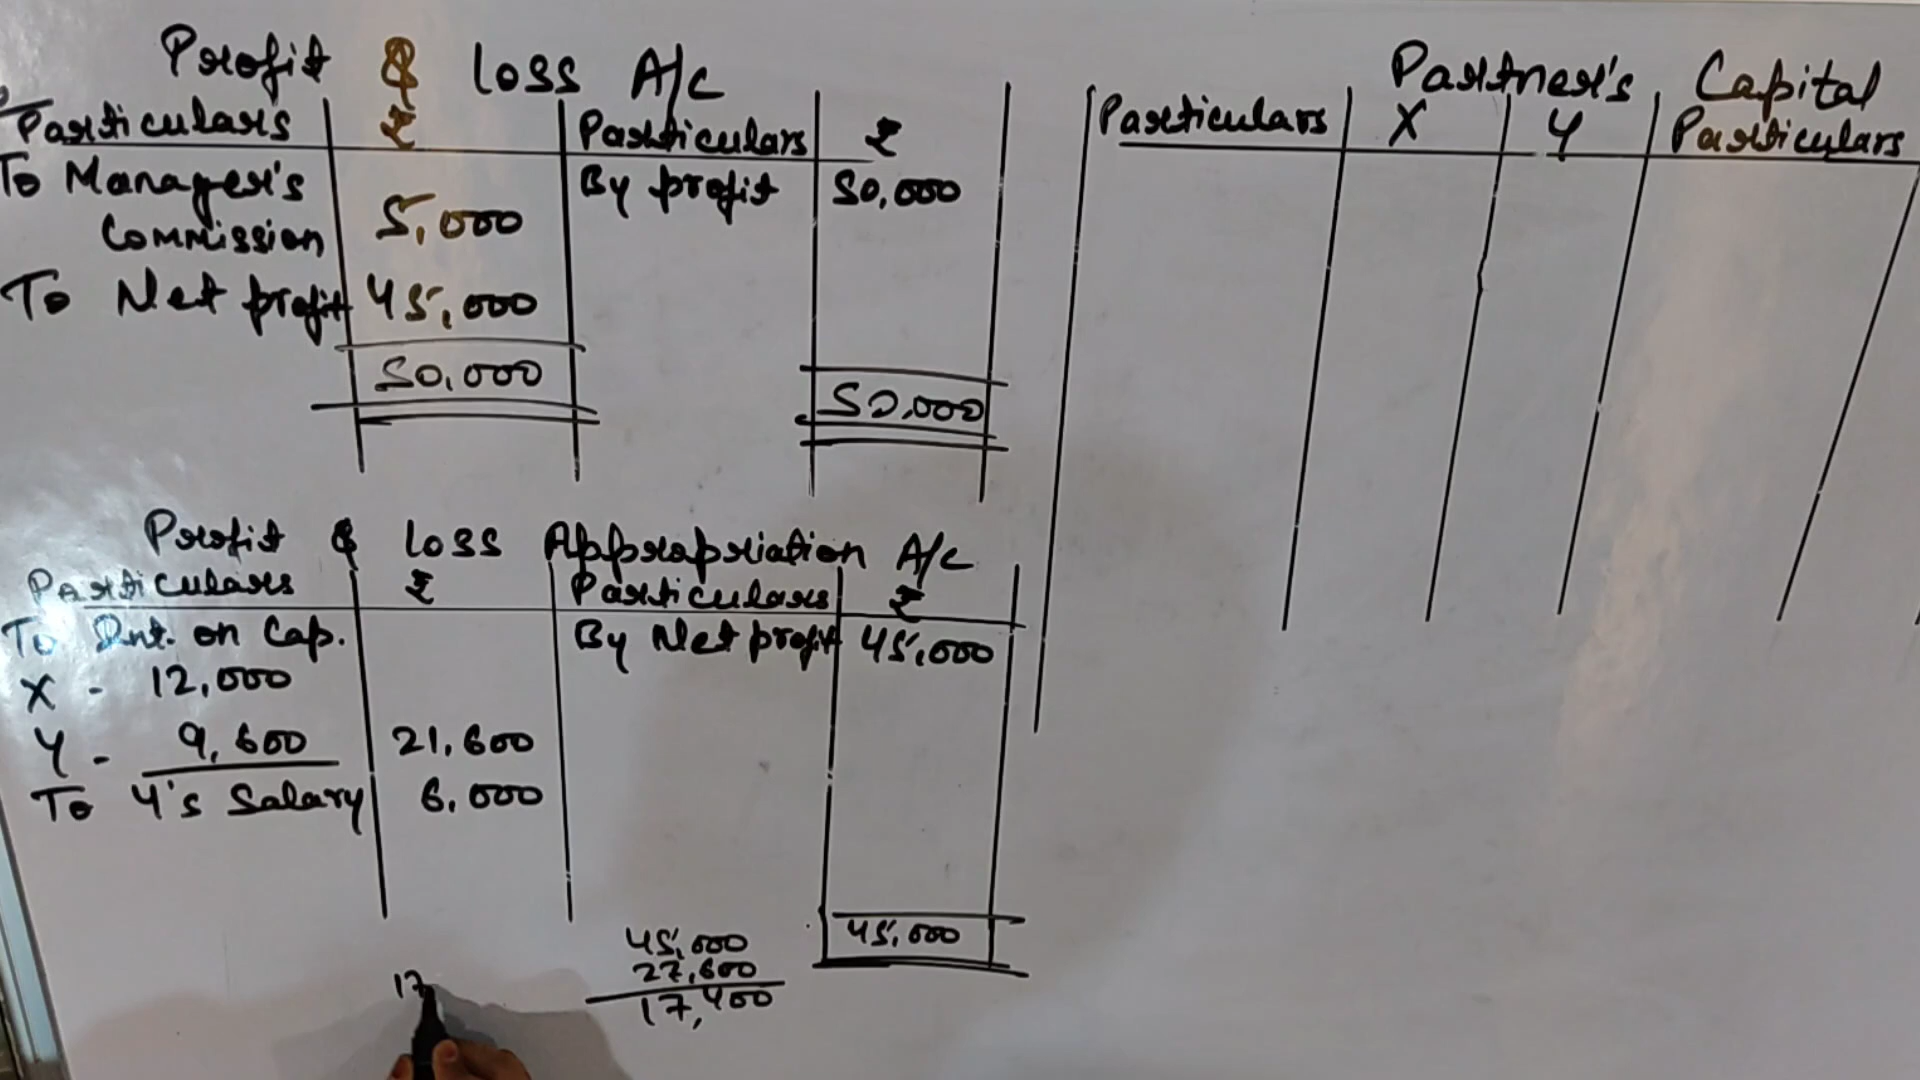 Profit & loss A/c
Particulars ₹ Particulars ₹
To Manager's By profit 50,000
Commission 5,000
To Net profit 45,000
50,000
50,000
Profit & loss Appropriation A/c
Particulars ₹ Particulars ₹
To Int. on Cap. By Net profit 45,000
X - 12,000
Y - 9,600 21,600
To Y's Salary 6,000
45,000
45,000
27,600
17,400
17
Partner's Capital
Particulars X Y Particulars